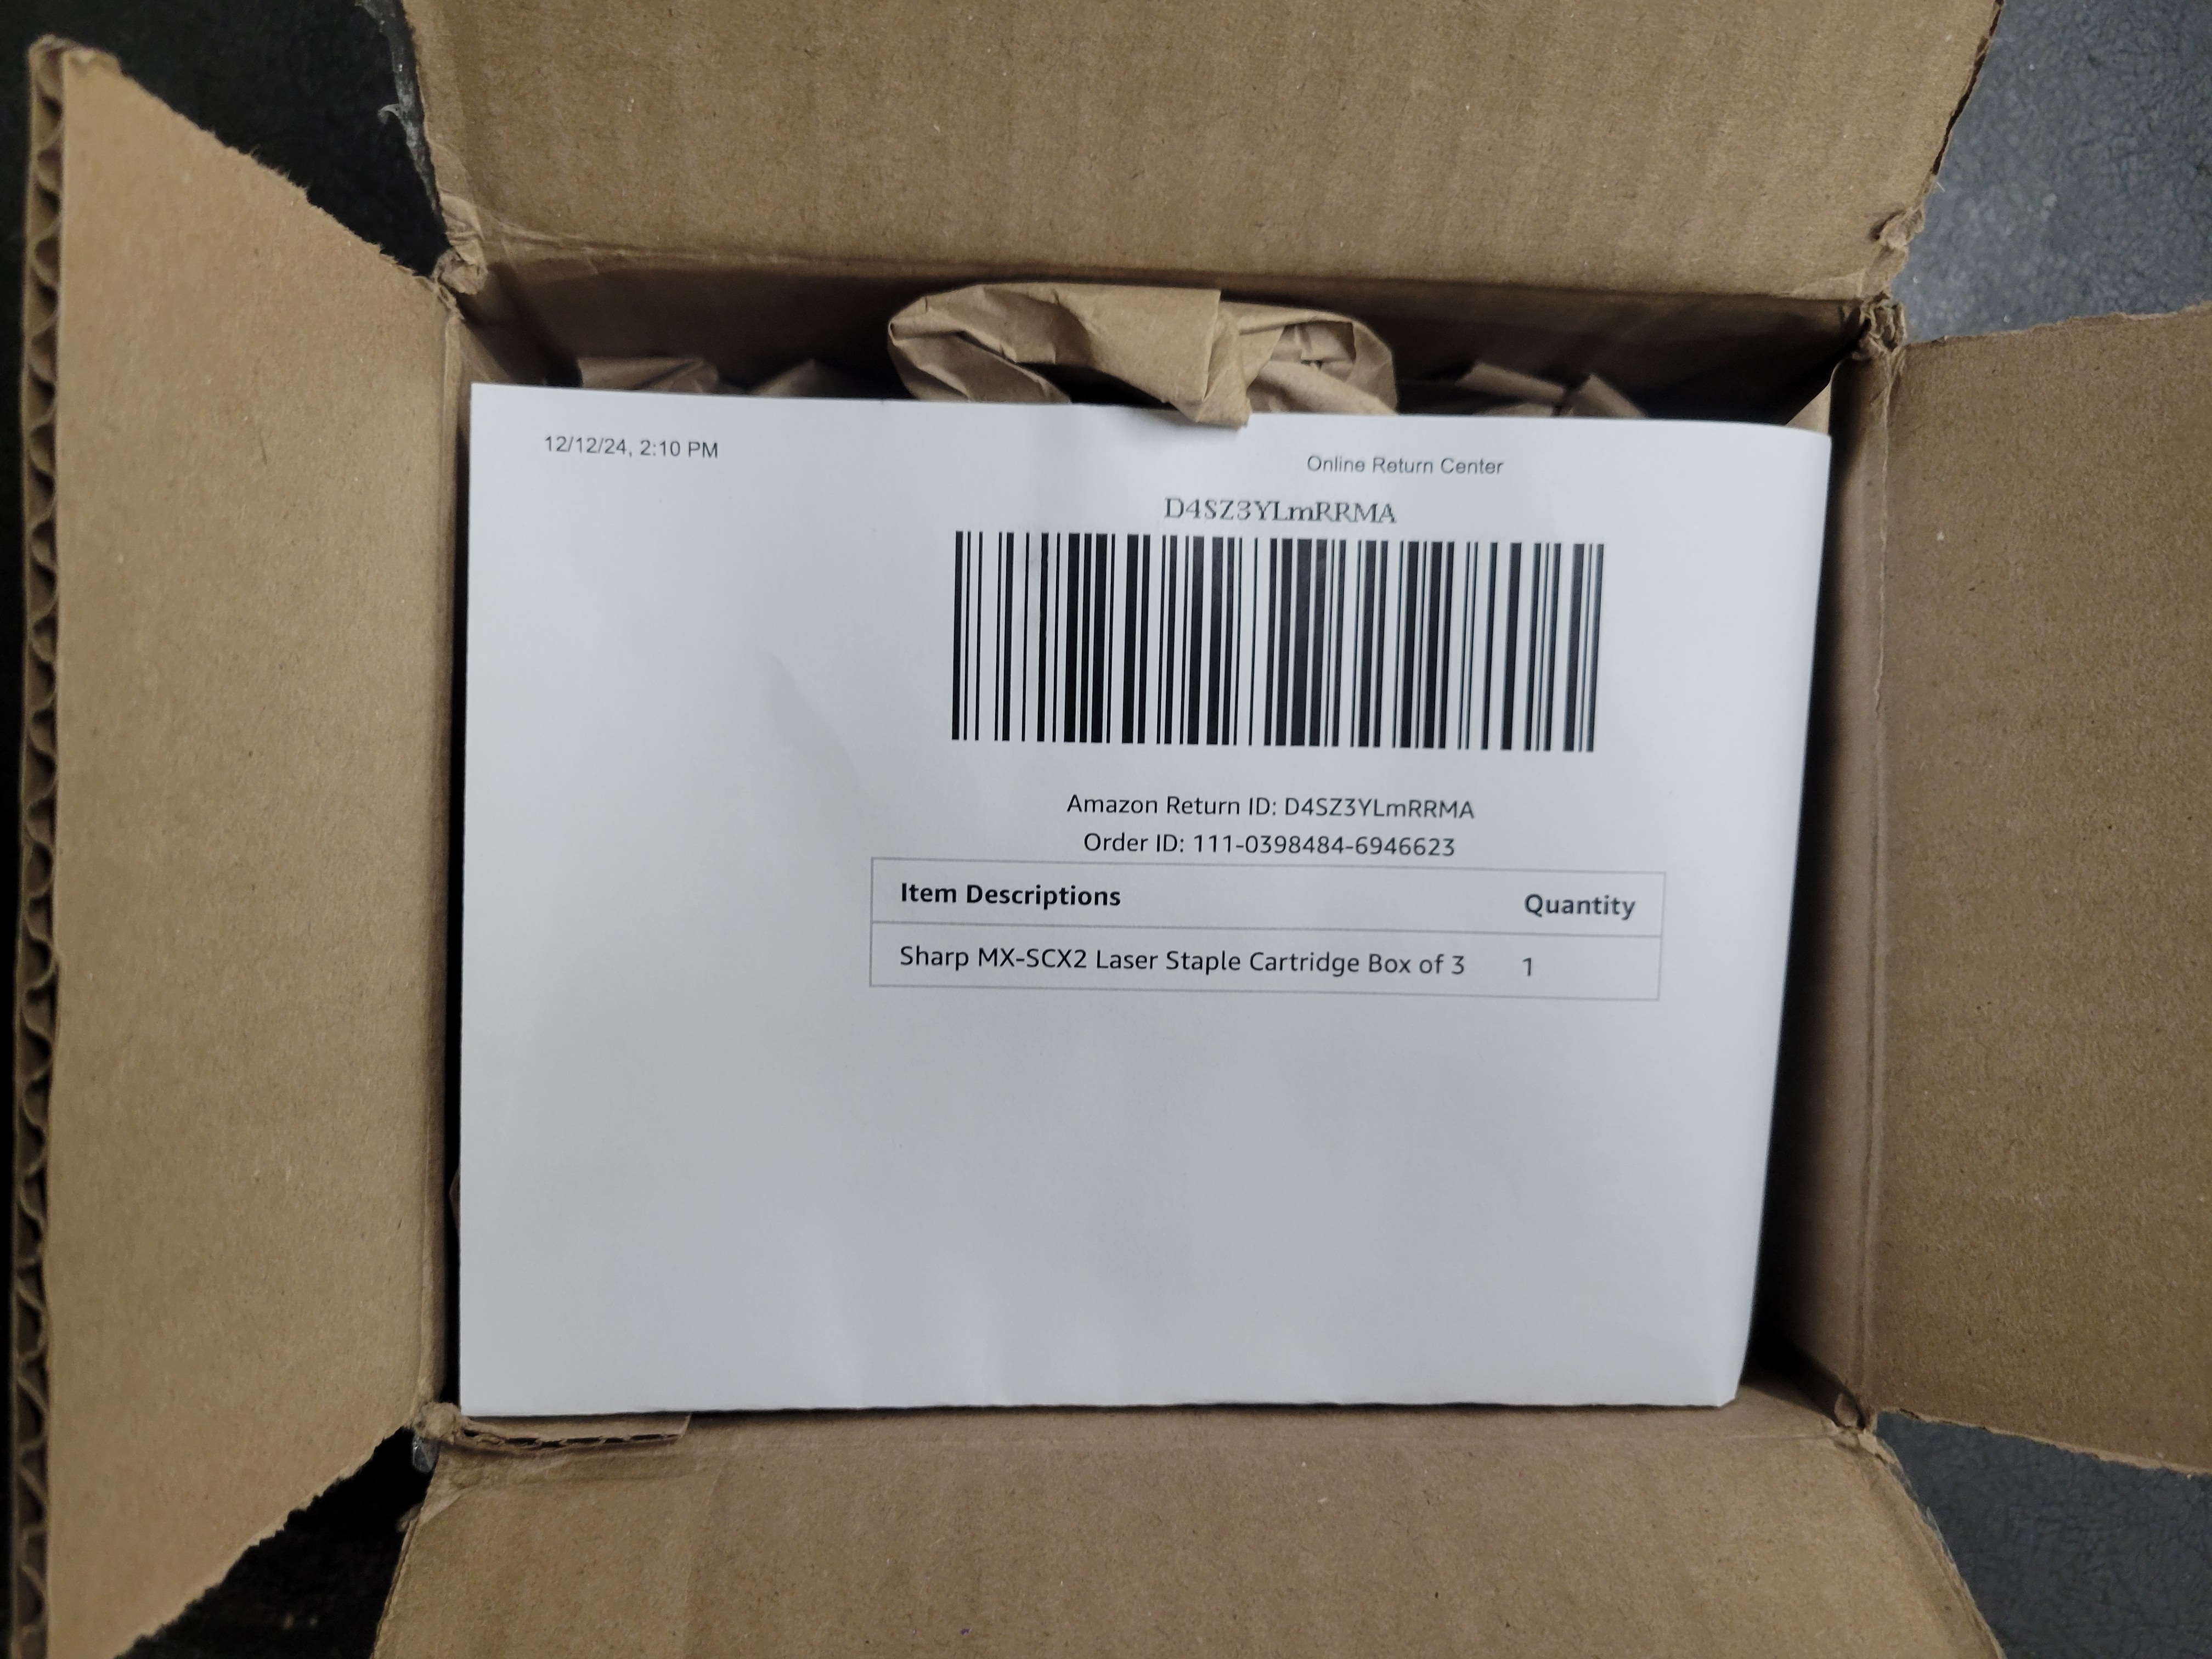 12/12/24, 2:10 PM
Online Return Center
D4SZ3YLmRRMA
Amazon Return ID: D4SZ3YLmRRMA
Order ID: 111-0398484-6946623
Item Descriptions Quantity
Sharp MX-SCX2 Laser Staple Cartridge Box of 3 1